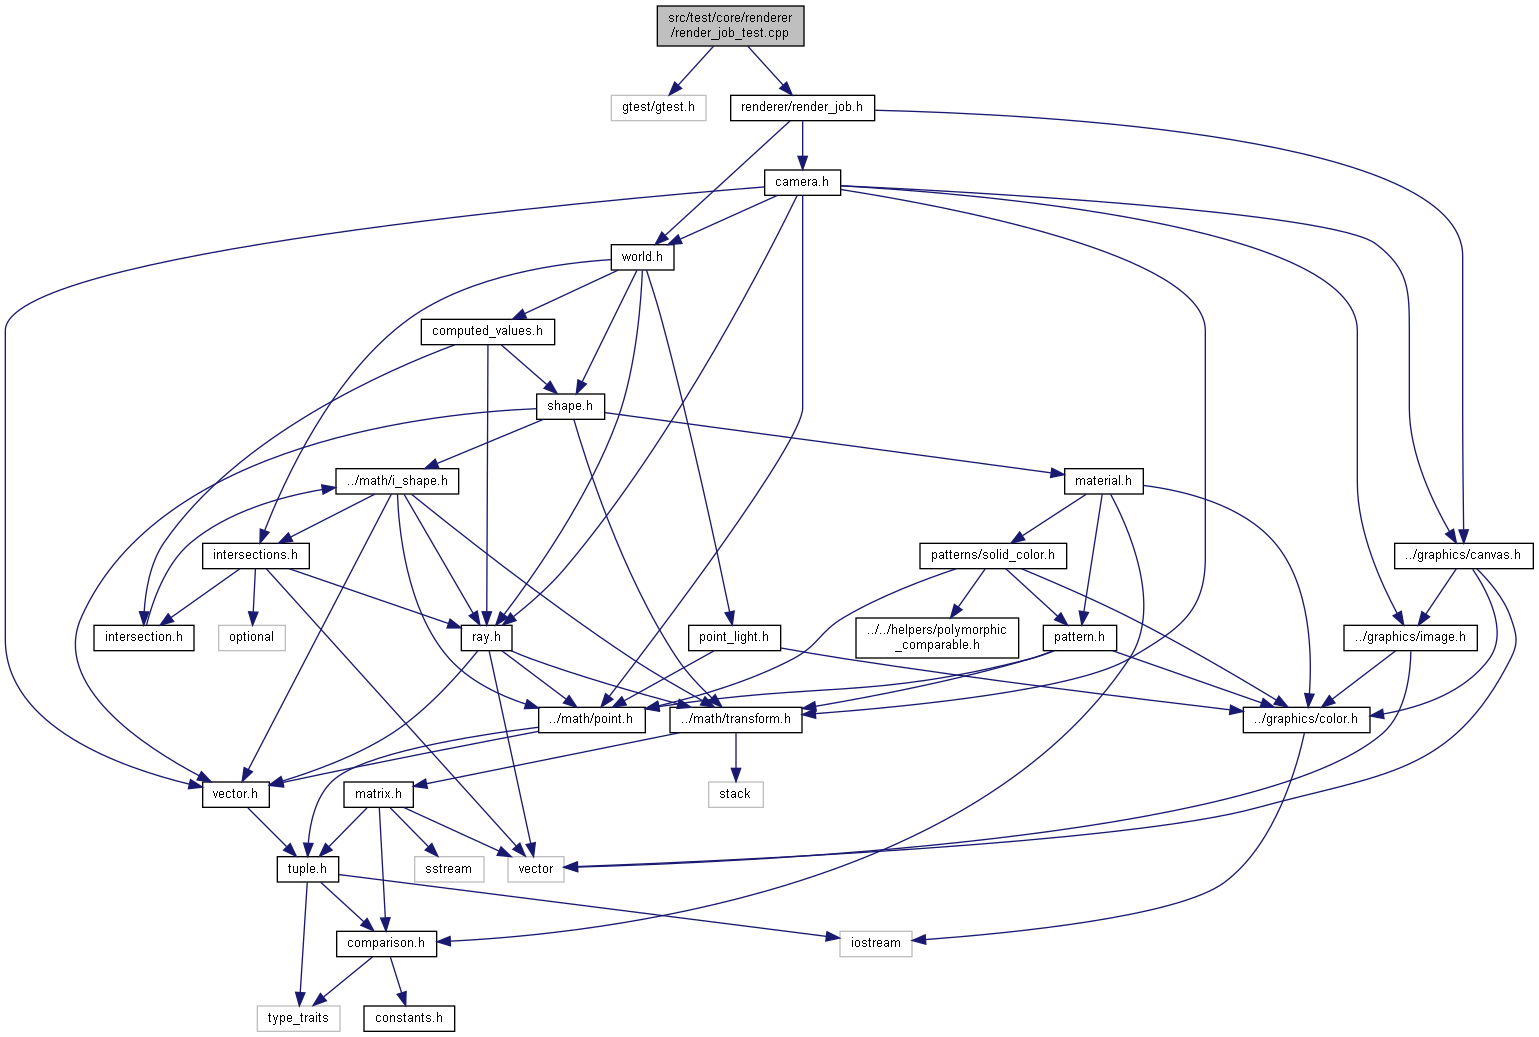 src/test/core/renderer
/render_job_test.cpp
gtest/gtest.h
renderer/render_job.h
camera.h
world.h
computed_values.h
shape.h
../math/i_shape.h
material.h
intersections.h
patterns/solid_color.h
../graphics/canvas.h
intersection.h
optional
ray.h
point_light.h
../../helpers/polymorphic
_comparable.h
pattern.h
../graphics/image.h
../math/point.h
../math/transform.h
../graphics/color.h
vector.h
matrix.h
stack
tuple.h
sstream
vector
comparison.h
iostream
type_traits
constants.h